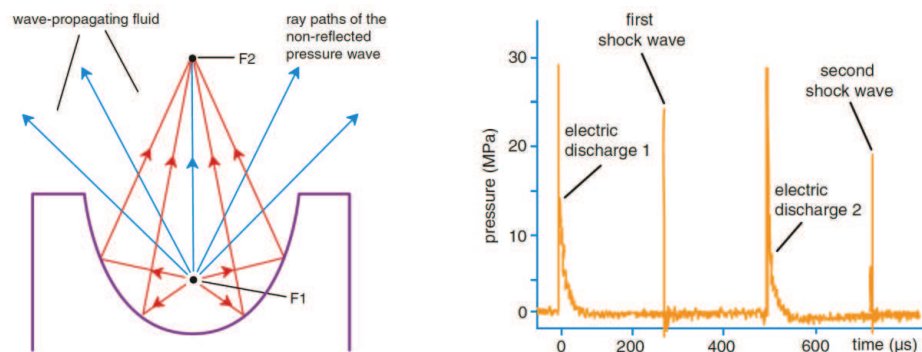 wave-propagating fluid
ray paths of the
non-reflected
pressure wave
F2
F1
first
shock wave
second
shock wave
electric
discharge 1
electric
discharge 2
pressure (MPa)
30
20
10
0
0
200
400
600
time (µs)